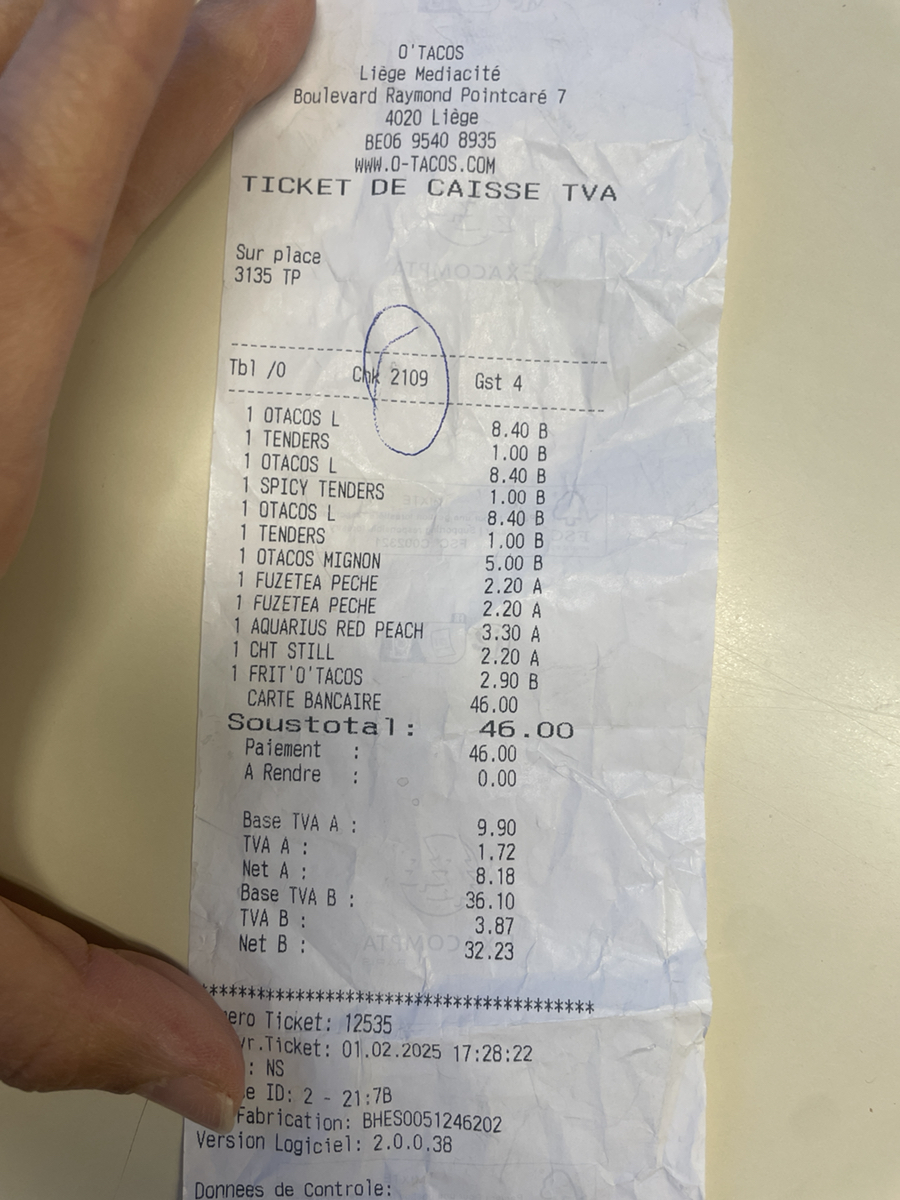 O'TACOS
Liège Mediacité
Boulevard Raymond Pointcaré 7
4020 Liège
BE06 9540 8935
WWW.O-TACOS.COM
TICKET DE CAISSE TVA
Sur place
3135 TP
Tbl /0 Chk 2109 Gst 4
1 OTACOS L 8.40 B
1 TENDERS 1.00 B
1 OTACOS L 8.40 B
1 SPICY TENDERS 1.00 B
1 OTACOS L 8.40 B
1 TENDERS 1.00 B
1 OTACOS MIGNON 5.00 B
1 FUZETEA PECHE 2.20 A
1 FUZETEA PECHE 2.20 A
1 AQUARIUS RED PEACH 3.30 A
1 CHT STILL 2.20 A
1 FRIT'O'TACOS 2.90 B
CARTE BANCAIRE 46.00
Soustotal: 46.00
Paiement : 46.00
A Rendre : 0.00
Base TVA A : 9.90
TVA A : 1.72
Net A : 8.18
Base TVA B : 36.10
TVA B : 3.87
Net B : 32.23
Ticket: 12535
Ticket: 01.02.2025 17:28:22
: NS
ID: 2 - 21:7B
Fabrication: BHES0051246202
Version Logiciel: 2.0.0.38
Donnees de Controle: